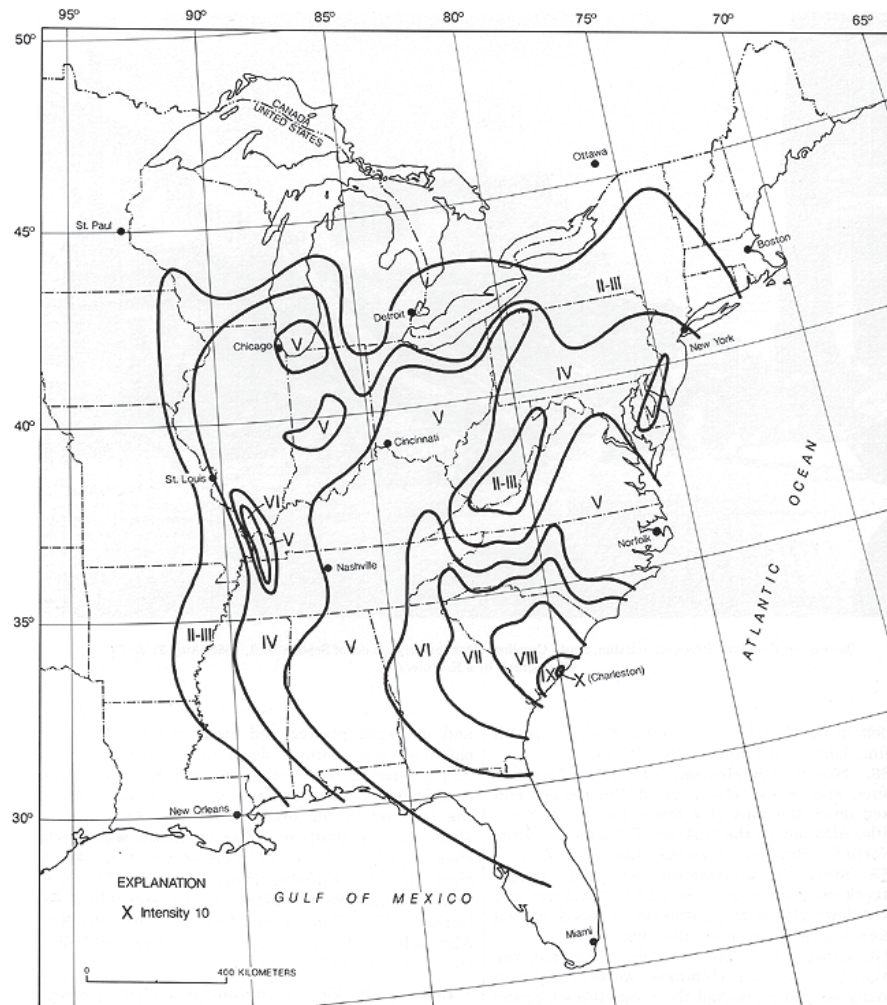 95° 90° 85° 80° 75° 70° 65°
50°
CANADA
UNITED STATES
Ottawa
St. Paul
45°
Boston
II-III
Detroit
Chicago
V
New York
IV
V
V
V
40°
Cincinnati
II-III
St. Louis
VI
V
V
Norfolk
Nashville
ATLANTIC OCEAN
35°
II-III
IV
V
VI
VII
VIII
IX
X (Charleston)
30°
New Orleans
EXPLANATION
X Intensity 10
GULF OF MEXICO
Miami
0 400 KILOMETERS